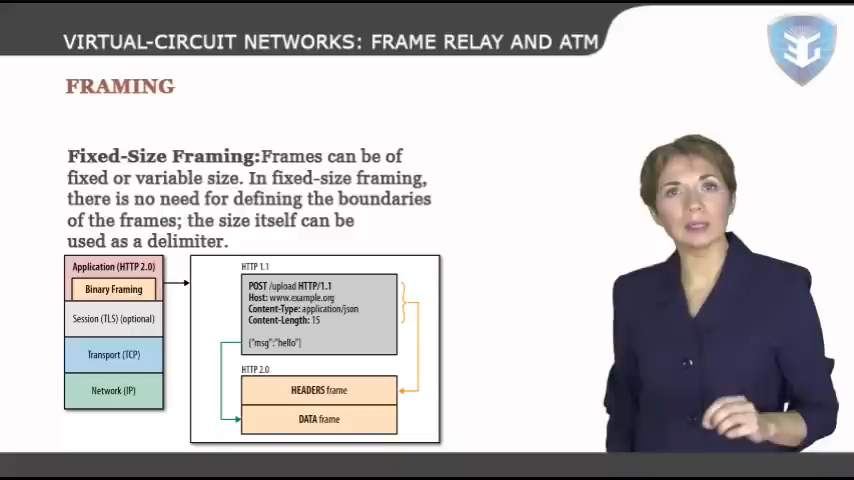 VIRTUAL-CIRCUIT NETWORKS: FRAME RELAY AND ATM
FRAMING
Fixed-Size Framing:Frames can be of
fixed or variable size. In fixed-size framing,
there is no need for defining the boundaries
of the frames; the size itself can be
used as a delimiter.
Application (HTTP 2.0)
Binary Framing
Session (TLS) (optional)
Transport (TCP)
Network (IP)
HTTP 1.1
POST /upload HTTP/1.1
Host: www.example.org
Content-Type: application/json
Content-Length: 15
{"msg":"hello"}
HTTP 2.0
HEADERS frame
DATA frame